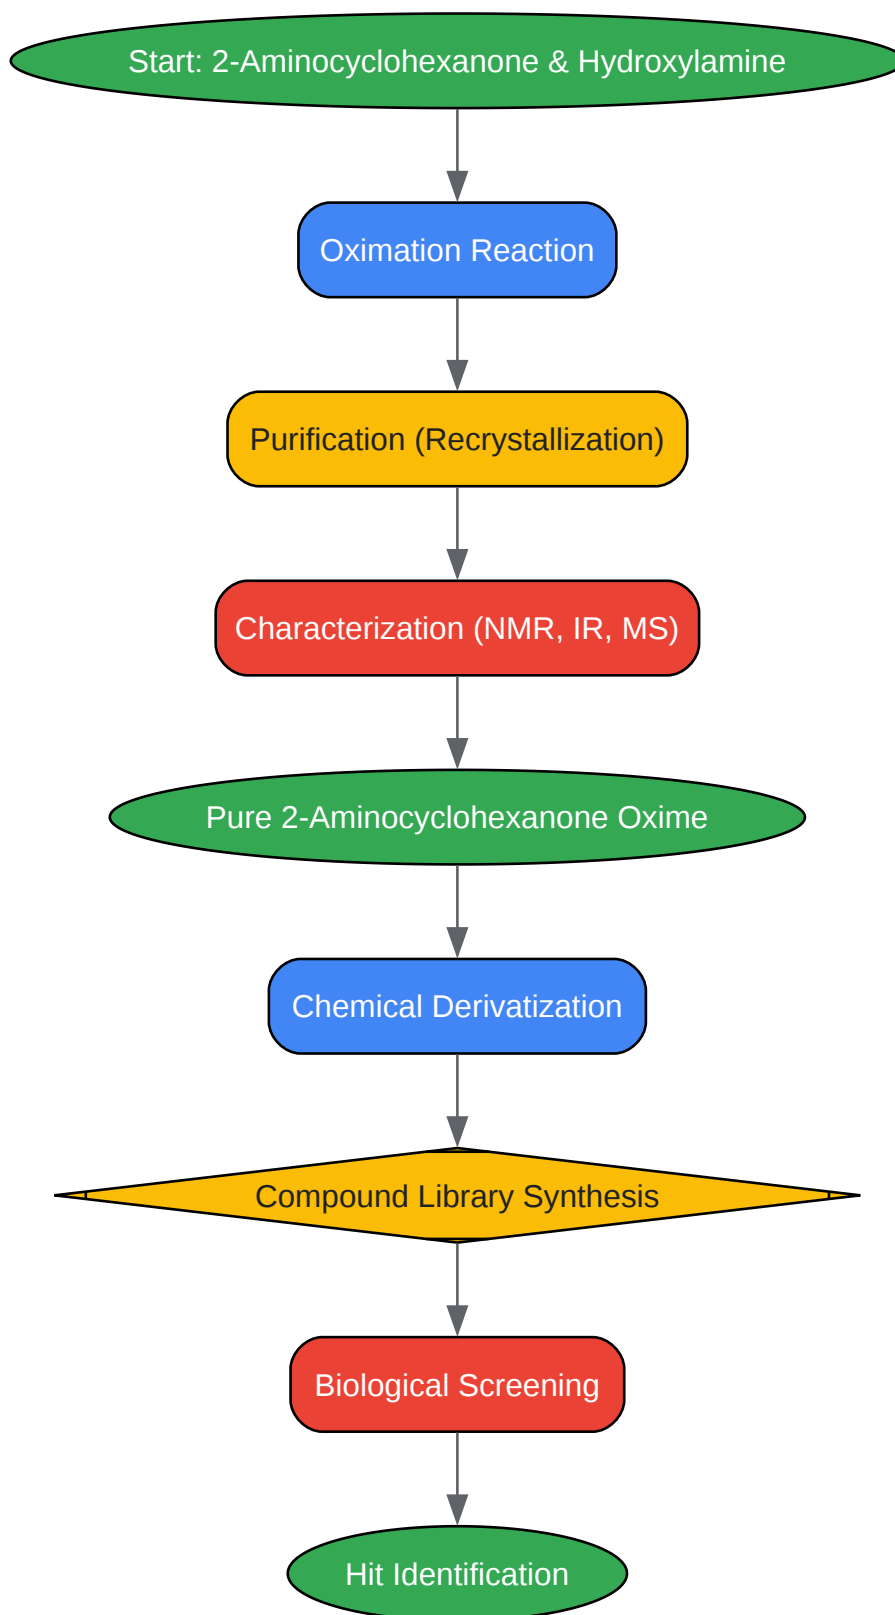 Start: 2-Aminocyclohexanone & Hydroxylamine
Oximation Reaction
Purification (Recrystallization)
Characterization (NMR, IR, MS)
Pure 2-Aminocyclohexanone Oxime
Chemical Derivatization
Compound Library Synthesis
Biological Screening
Hit Identification